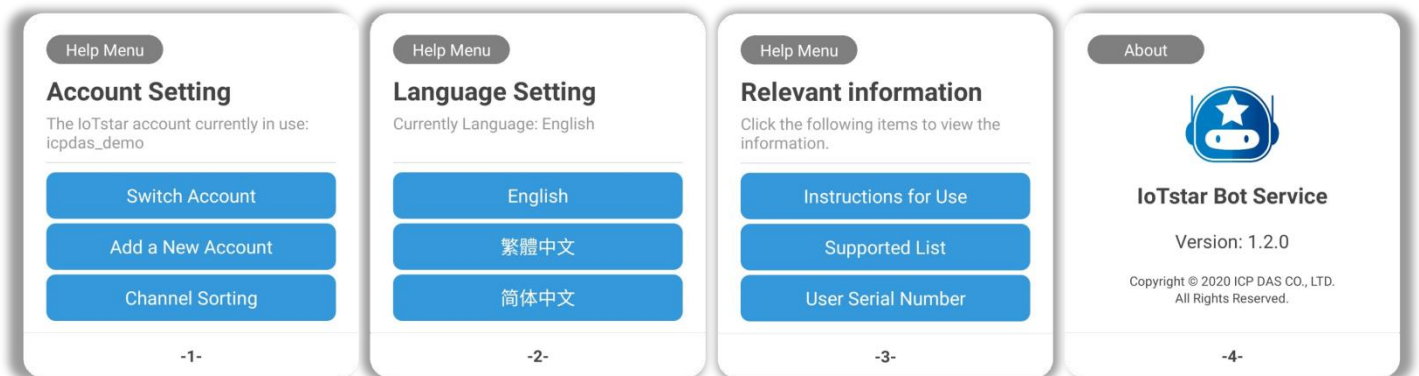 Help Menu
Account Setting
The IoTstar account currently in use:
icpdas_demo
Switch Account
Add a New Account
Channel Sorting
-1-
Help Menu
Language Setting
Currently Language: English
English
繁體中文
简体中文
-2-
Help Menu
Relevant information
Click the following items to view the
information.
Instructions for Use
Supported List
User Serial Number
-3-
About
IoTstar Bot Service
Version: 1.2.0
Copyright © 2020 ICP DAS CO., LTD.
All Rights Reserved.
-4-